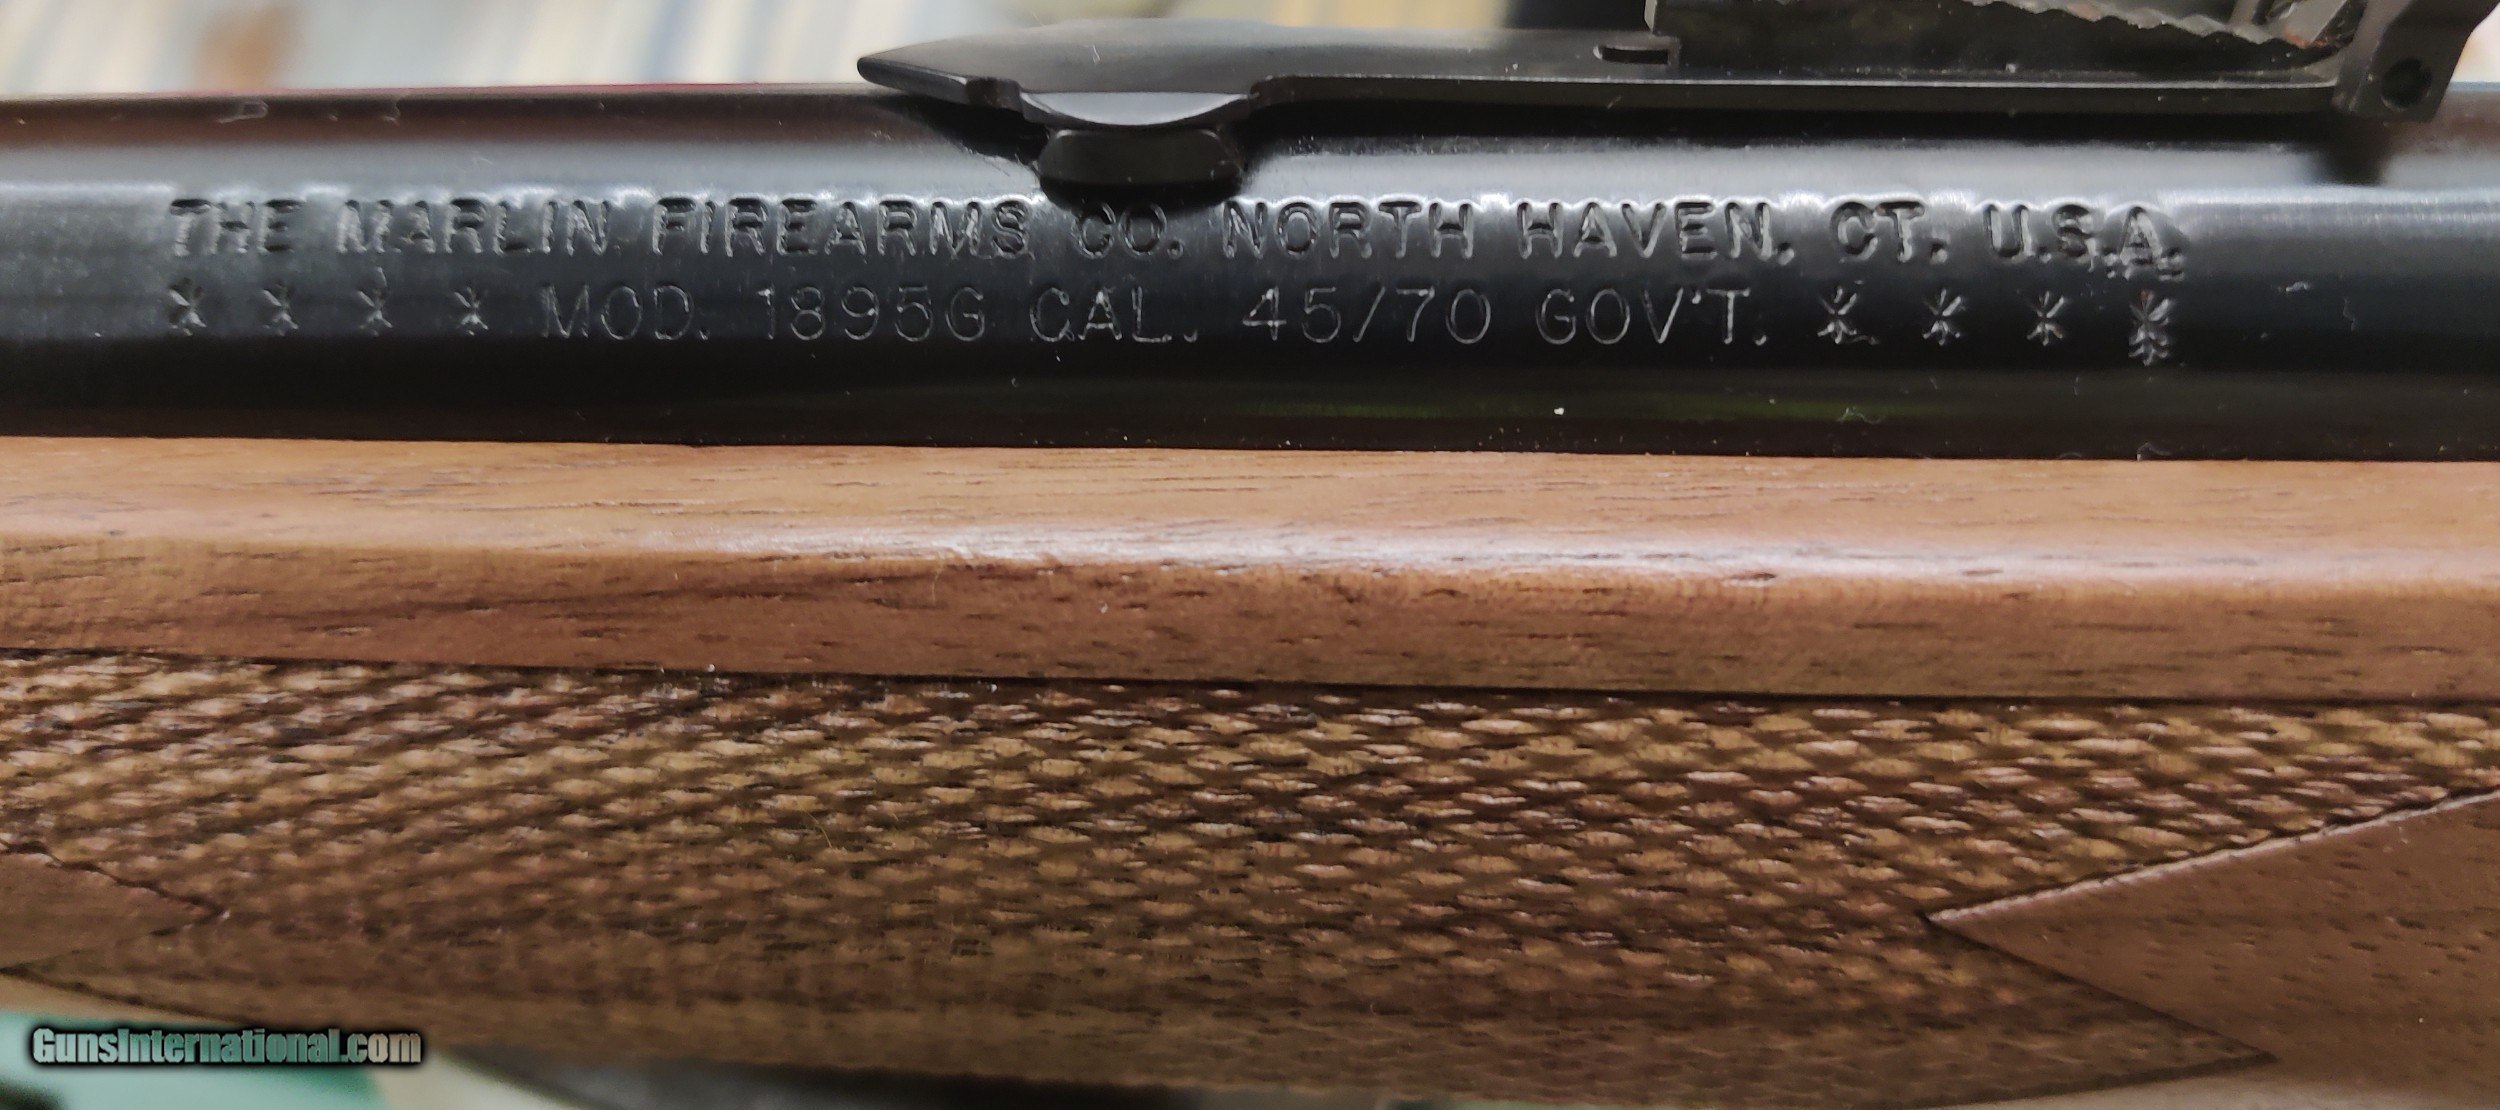 THE MARLIN FIREARMS CO. NORTH HAVEN, CT. U.S.A.
* * * * MOD. 1895G CAL. 45/70 GOV'T. * * * *
GunsInternational.com